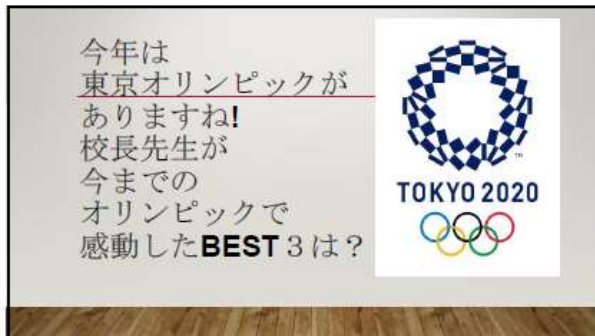 今年は
東京オリンピックが
ありますね!
校長先生が
今までの
オリンピックで
感動したBEST３は？
TM
TOKYO 2020